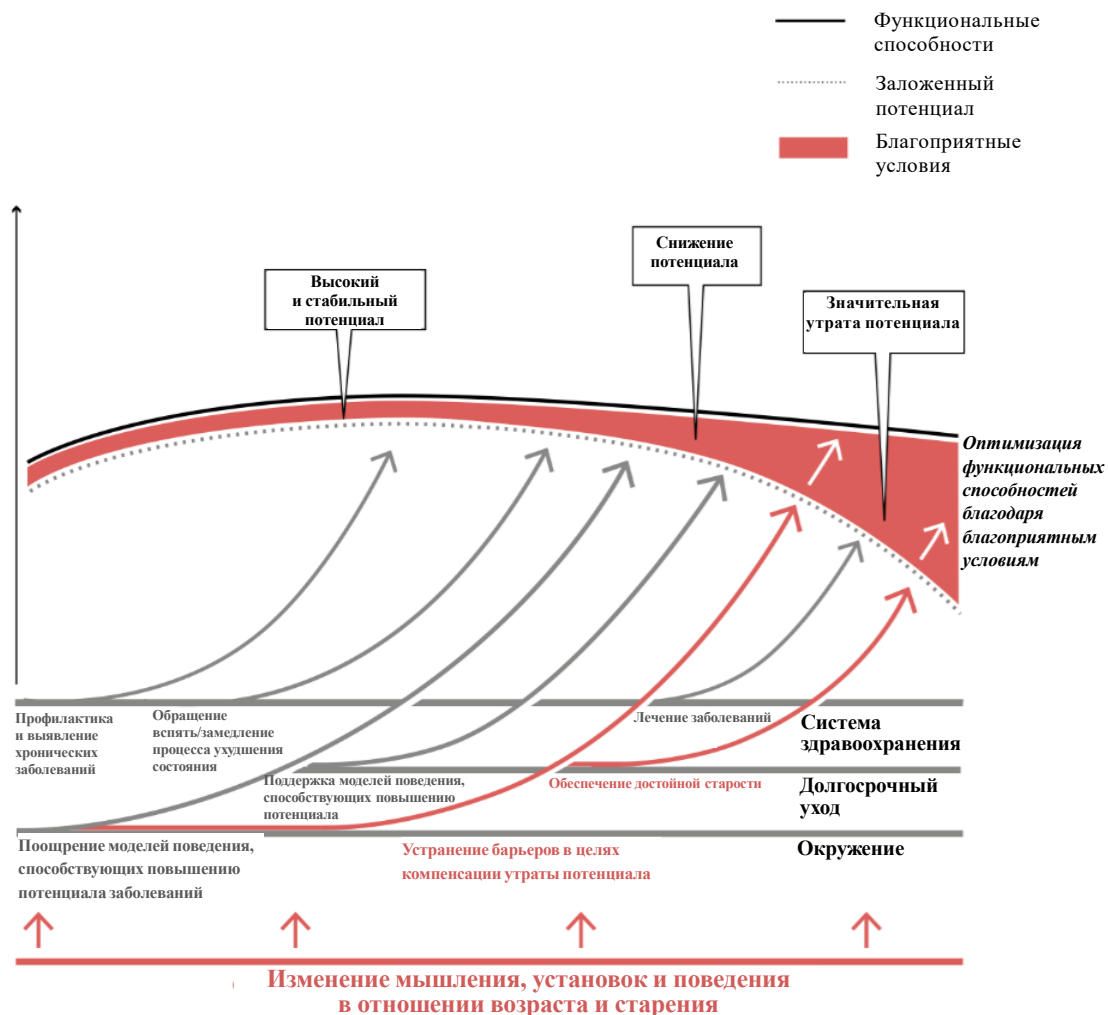 Функциональные
способности
Заложенный
потенциал
Благоприятные
условия
Высокий
и стабильный
потенциал
Снижение
потенциала
Значительная
утрата потенциала
Оптимизация
функциональных
способностей
благодаря
благоприятным
условиям
Профилактика
и выявление
хронических
заболеваний
Обращение
вспять/замедление
процесса ухудшения
состояния
Лечение заболеваний
Система
здравоохранения
Поддержка моделей поведения,
способствующих повышению
потенциала
Обеспечение достойной старости
Долгосрочный
уход
Поощрение моделей поведения,
способствующих повышению
потенциала заболеваний
Устранение барьеров в целях
компенсации утраты потенциала
Окружение
Изменение мышления, установок и поведения
в отношении возраста и старения